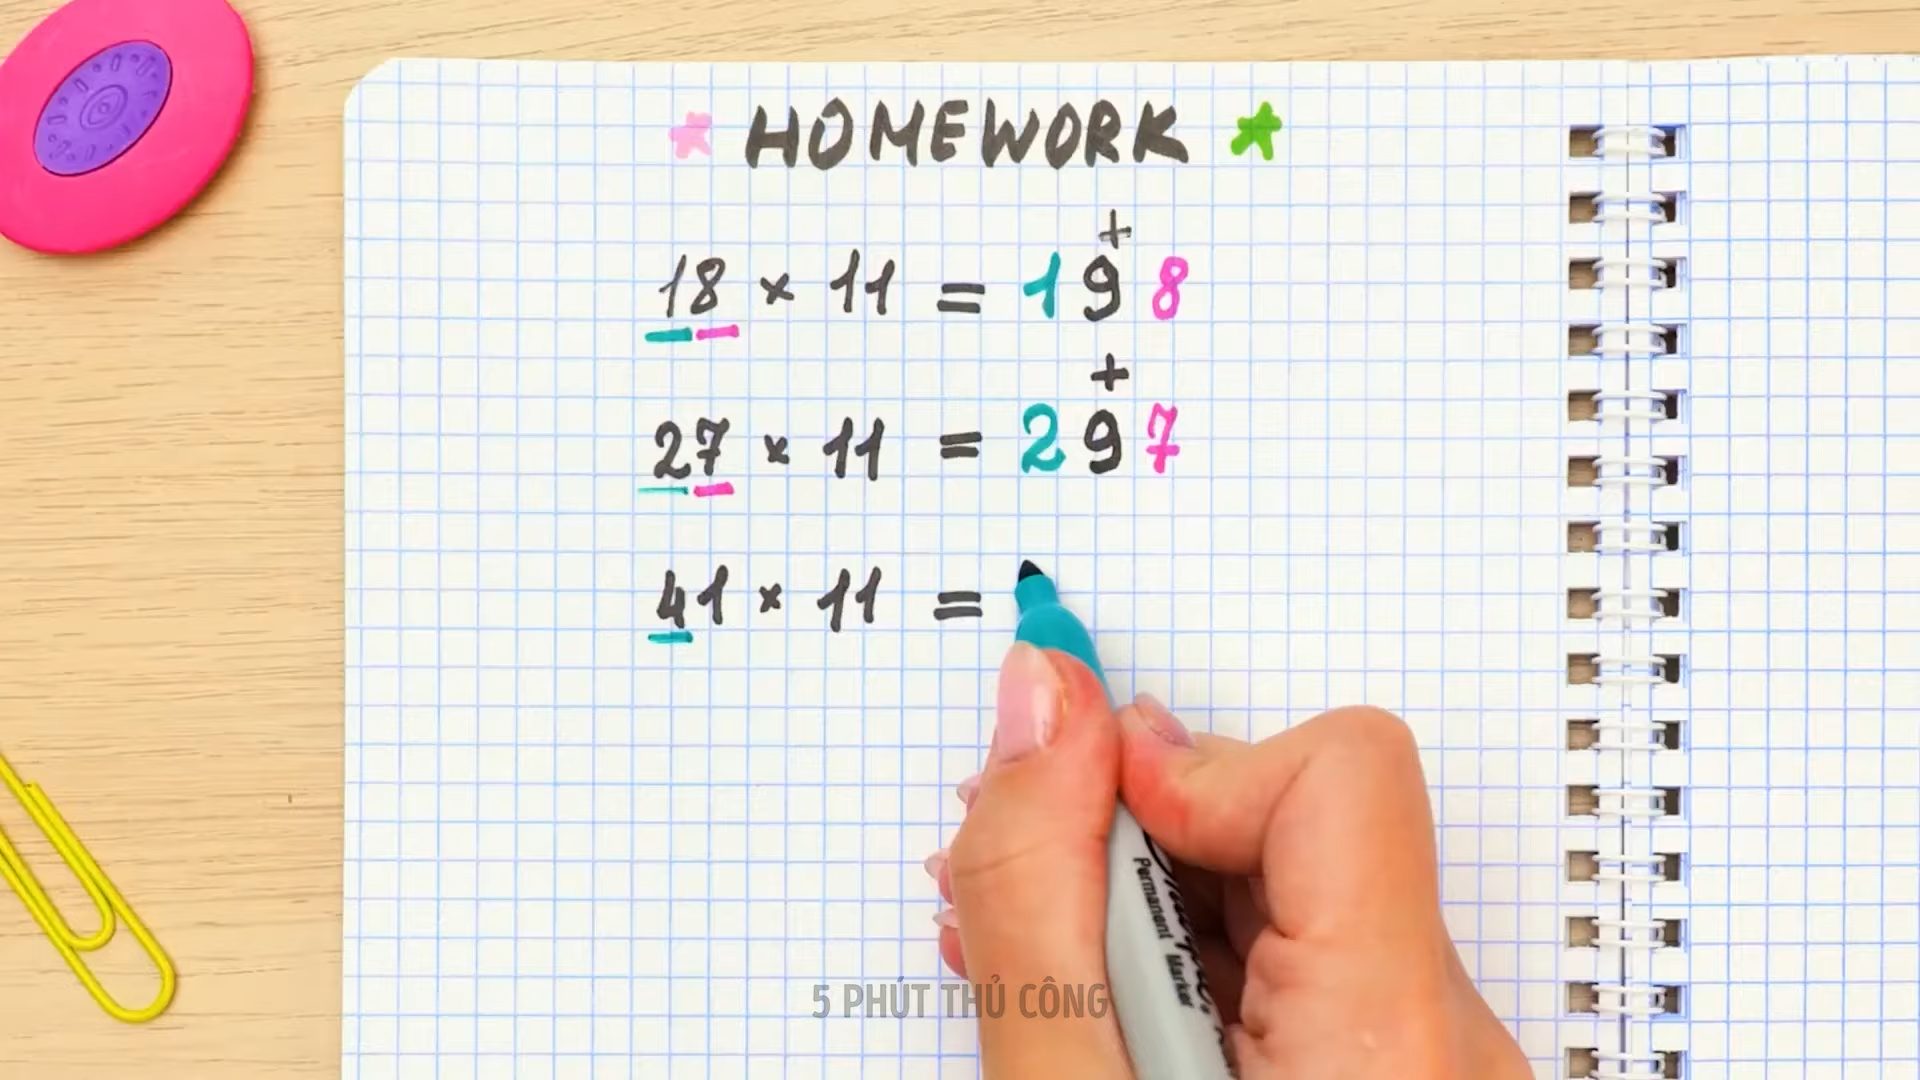 HOMEWORK
+
18 × 11 = 198
+
27 × 11 = 297
41 × 11 =
Permanent Marker
5 PHÚT THỦ CÔNG